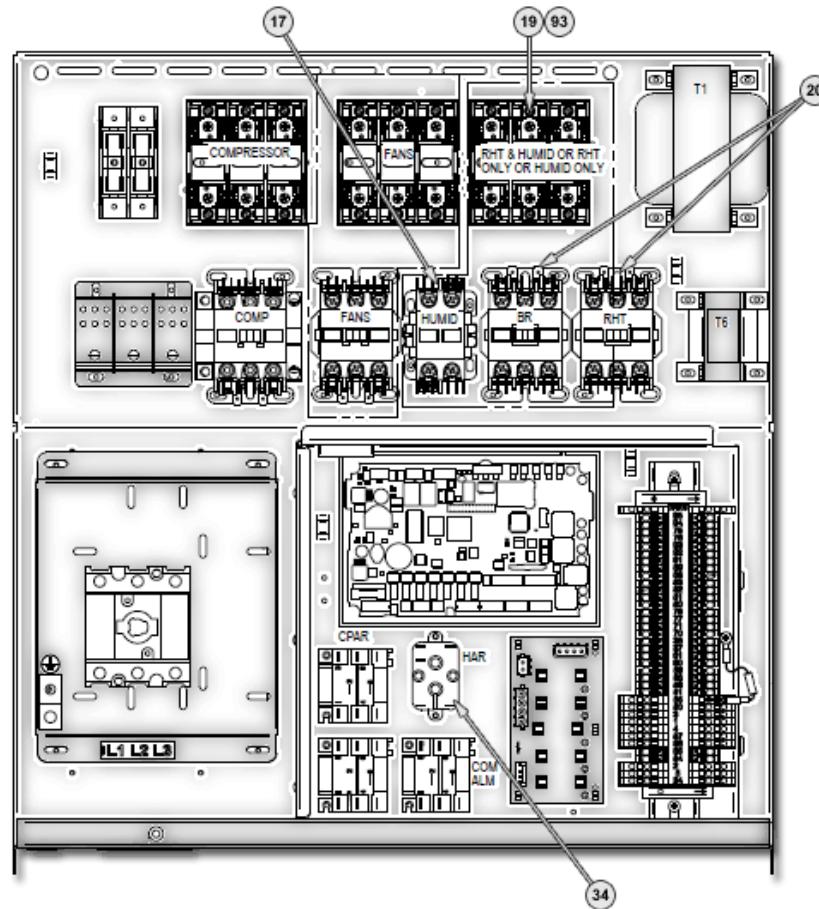 17
19
93
20
T1
COMPRESSOR
FANS
RHT & HUMID OR RHT
ONLY OR HUMID ONLY
COMP
FANS
HUMID
BR
RHT
T6
CPAR
HAR
COM
ALM
L1 L2 L3
34